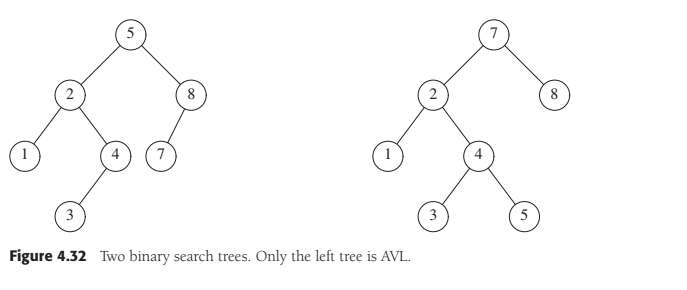 5 7
2 8 2 8
1 4 7 1 4
3 3 5
Figure 4.32 Two binary search trees. Only the left tree is AVL.